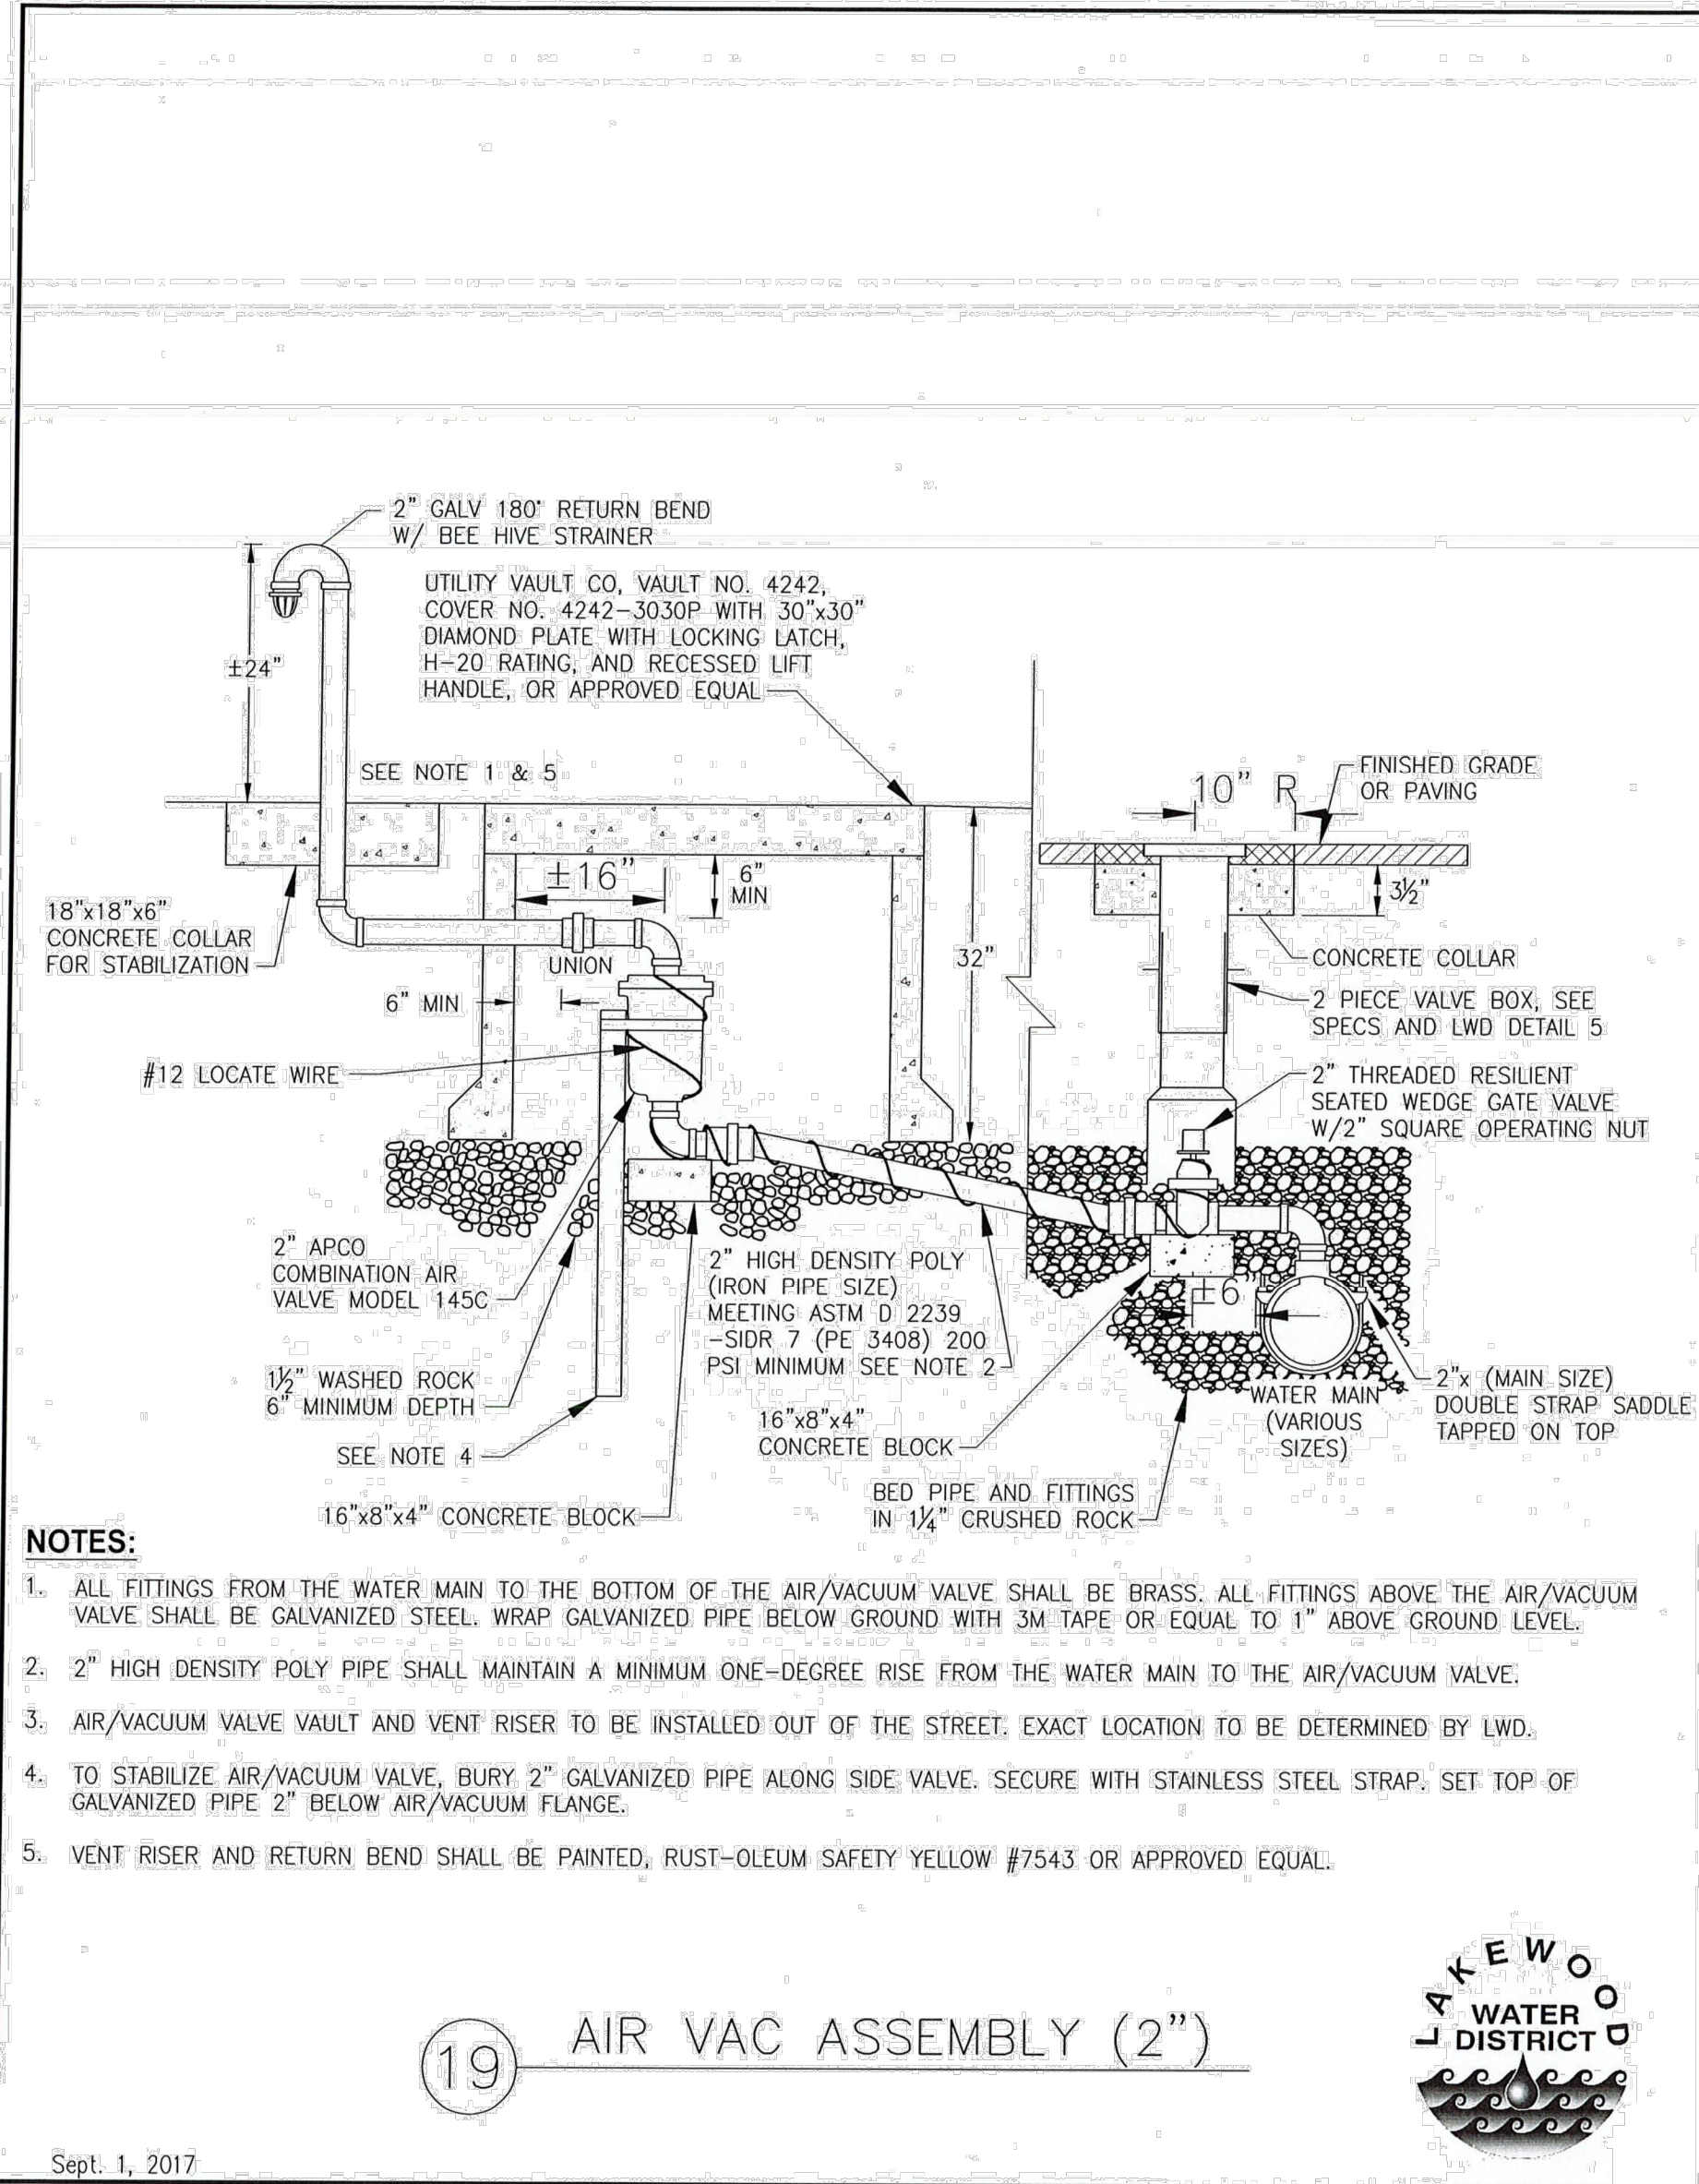 2" GALV 180° RETURN BEND
W/ BEE HIVE STRAINER
UTILITY VAULT CO, VAULT NO. 4242,
COVER NO. 4242-3030P WITH 30"x30"
DIAMOND PLATE WITH LOCKING LATCH,
H-20 RATING, AND RECESSED LIFT
HANDLE, OR APPROVED EQUAL
±24"
SEE NOTE 1 & 5
10" R
FINISHED GRADE
OR PAVING
±16"
6"
MIN
3½"
18"x18"x6"
CONCRETE COLLAR
FOR STABILIZATION
UNION
32"
CONCRETE COLLAR
6" MIN
2 PIECE VALVE BOX, SEE
SPECS AND LWD DETAIL 5
#12 LOCATE WIRE
2" THREADED RESILIENT
SEATED WEDGE GATE VALVE
W/2" SQUARE OPERATING NUT
2" APCO
COMBINATION AIR
VALVE MODEL 145C
2" HIGH DENSITY POLY
(IRON PIPE SIZE)
MEETING ASTM D 2239
-SIDR 7 (PE 3408) 200
PSI MINIMUM SEE NOTE 2
±6"
1½" WASHED ROCK
6" MINIMUM DEPTH
WATER MAIN
(VARIOUS
SIZES)
2"x (MAIN SIZE)
DOUBLE STRAP SADDLE
TAPPED ON TOP
16"x8"x4"
CONCRETE BLOCK
SEE NOTE 4
16"x8"x4" CONCRETE BLOCK
BED PIPE AND FITTINGS
IN 1¼" CRUSHED ROCK
NOTES:
1. ALL FITTINGS FROM THE WATER MAIN TO THE BOTTOM OF THE AIR/VACUUM VALVE SHALL BE BRASS. ALL FITTINGS ABOVE THE AIR/VACUUM
VALVE SHALL BE GALVANIZED STEEL. WRAP GALVANIZED PIPE BELOW GROUND WITH 3M TAPE OR EQUAL TO 1" ABOVE GROUND LEVEL.
2. 2" HIGH DENSITY POLY PIPE SHALL MAINTAIN A MINIMUM ONE-DEGREE RISE FROM THE WATER MAIN TO THE AIR/VACUUM VALVE.
3. AIR/VACUUM VALVE VAULT AND VENT RISER TO BE INSTALLED OUT OF THE STREET. EXACT LOCATION TO BE DETERMINED BY LWD.
4. TO STABILIZE AIR/VACUUM VALVE, BURY 2" GALVANIZED PIPE ALONG SIDE VALVE. SECURE WITH STAINLESS STEEL STRAP. SET TOP OF
GALVANIZED PIPE 2" BELOW AIR/VACUUM FLANGE.
5. VENT RISER AND RETURN BEND SHALL BE PAINTED, RUST-OLEUM SAFETY YELLOW #7543 OR APPROVED EQUAL.
19 AIR VAC ASSEMBLY (2")
LAKEWOOD
WATER
DISTRICT
Sept. 1, 2017